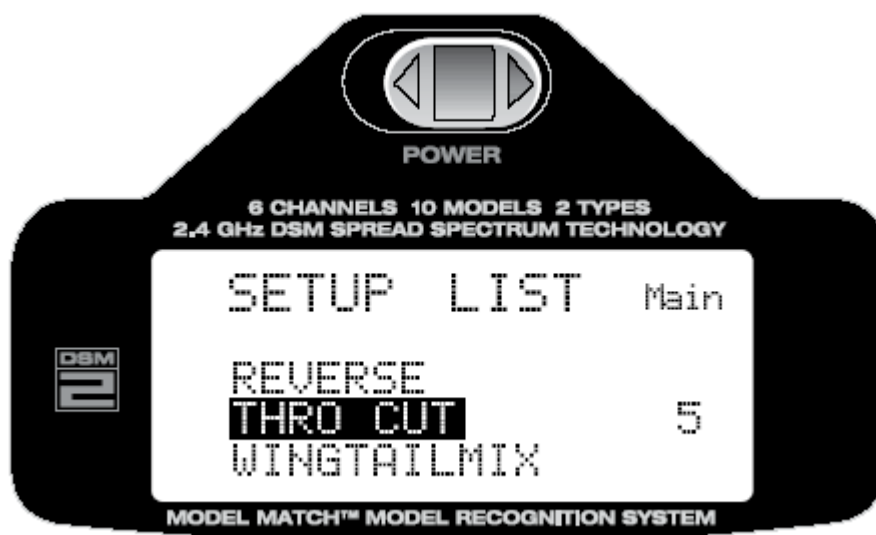 POWER
6 CHANNELS 10 MODELS 2 TYPES
2.4 GHz DSM SPREAD SPECTRUM TECHNOLOGY
SETUP LIST Main
DSM
2
REVERSE
THRO CUT 5
WINGTAILMIX
MODEL MATCH™ MODEL RECOGNITION SYSTEM